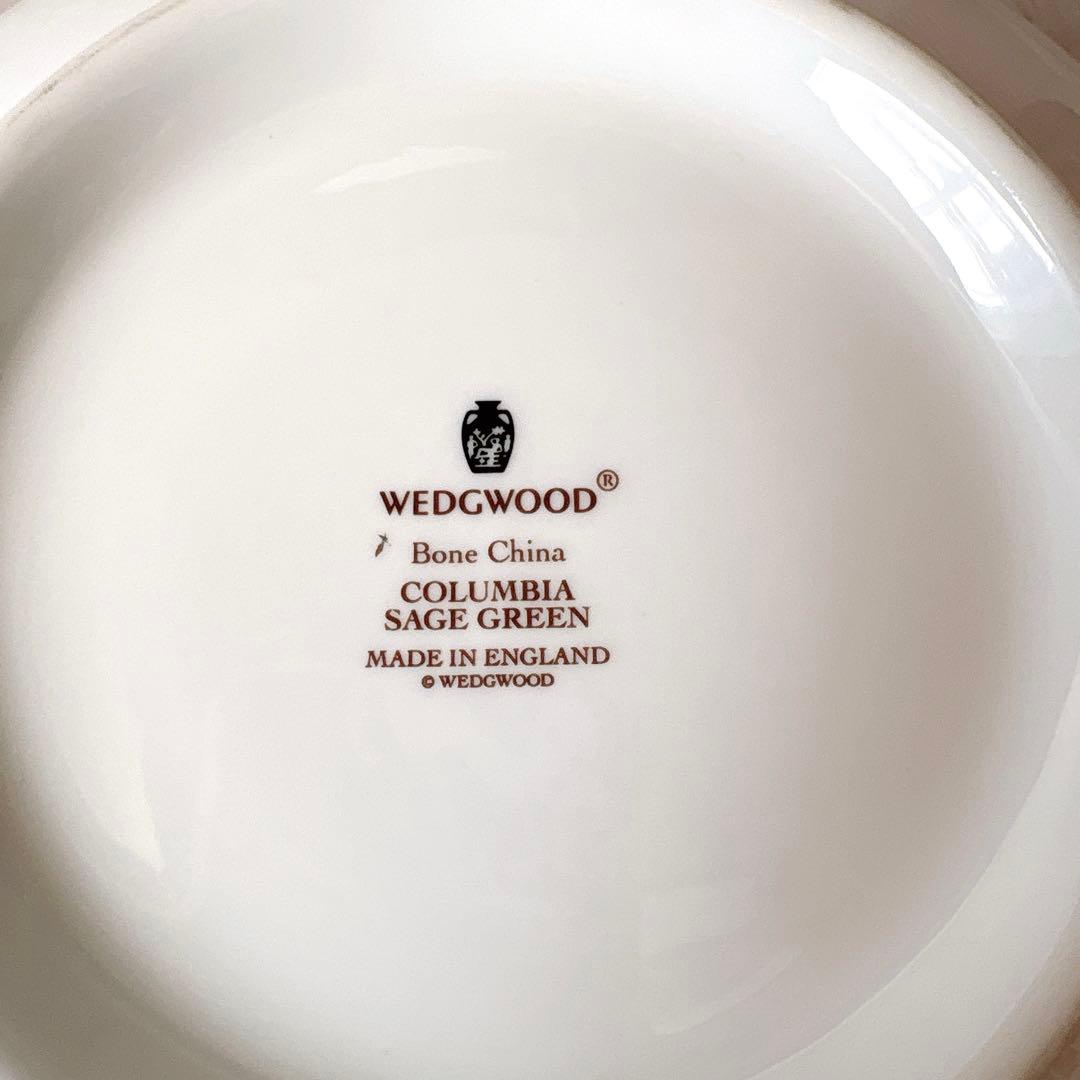 WEDGWOOD®
Bone China
COLUMBIA
SAGE GREEN
MADE IN ENGLAND
© WEDGWOOD